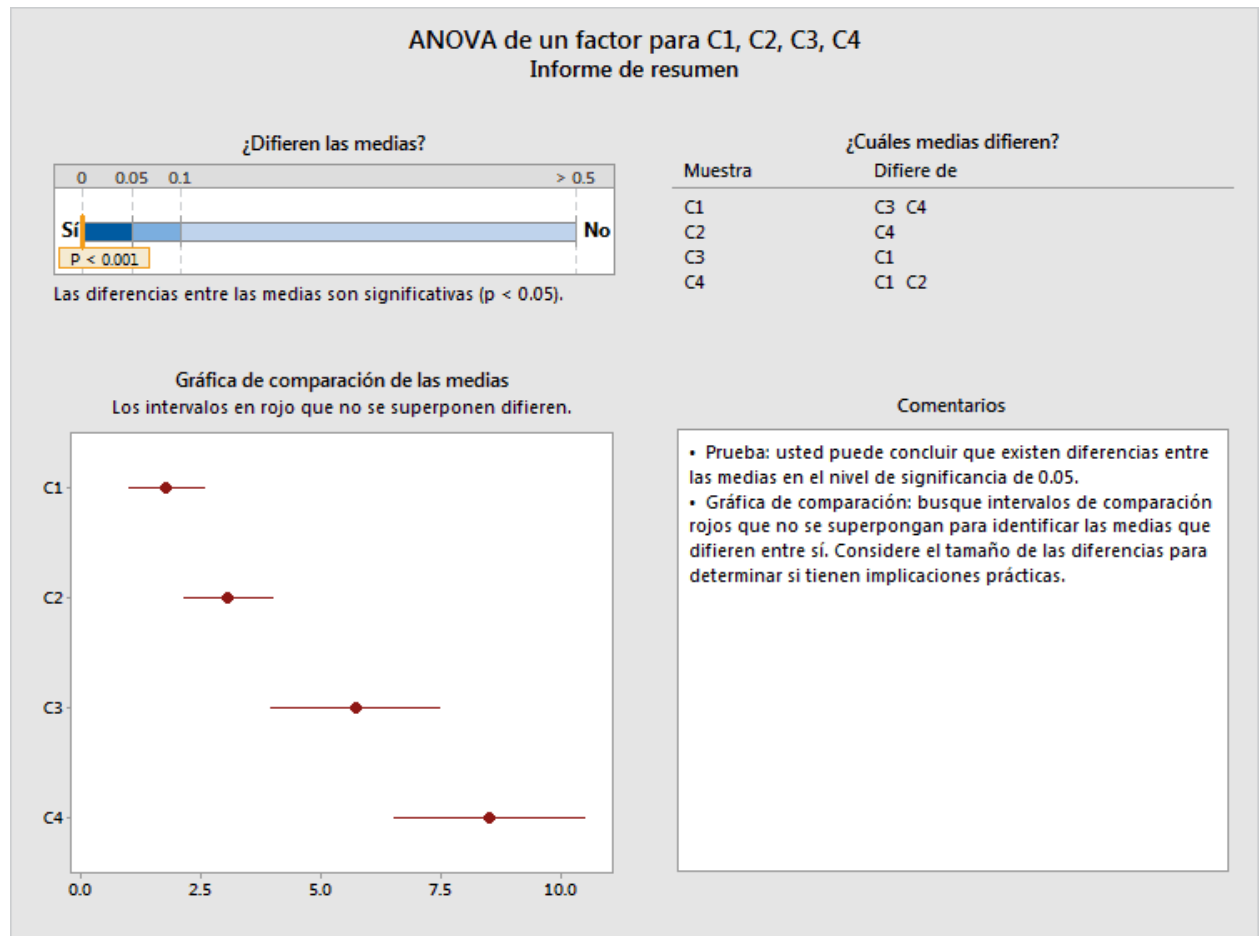 ANOVA de un factor para C1, C2, C3, C4
Informe de resumen
¿Difieren las medias?
0 0.05 0.1 > 0.5
Sí No
P < 0.001
Las diferencias entre las medias son significativas (p < 0.05).
¿Cuáles medias difieren?
Muestra Difiere de
C1 C3 C4
C2 C4
C3 C1
C4 C1 C2
Gráfica de comparación de las medias
Los intervalos en rojo que no se superponen difieren.
C1
C2
C3
C4
0.0 2.5 5.0 7.5 10.0
Comentarios
• Prueba: usted puede concluir que existen diferencias entre
las medias en el nivel de significancia de 0.05.
• Gráfica de comparación: busque intervalos de comparación
rojos que no se superpongan para identificar las medias que
difieren entre sí. Considere el tamaño de las diferencias para
determinar si tienen implicaciones prácticas.